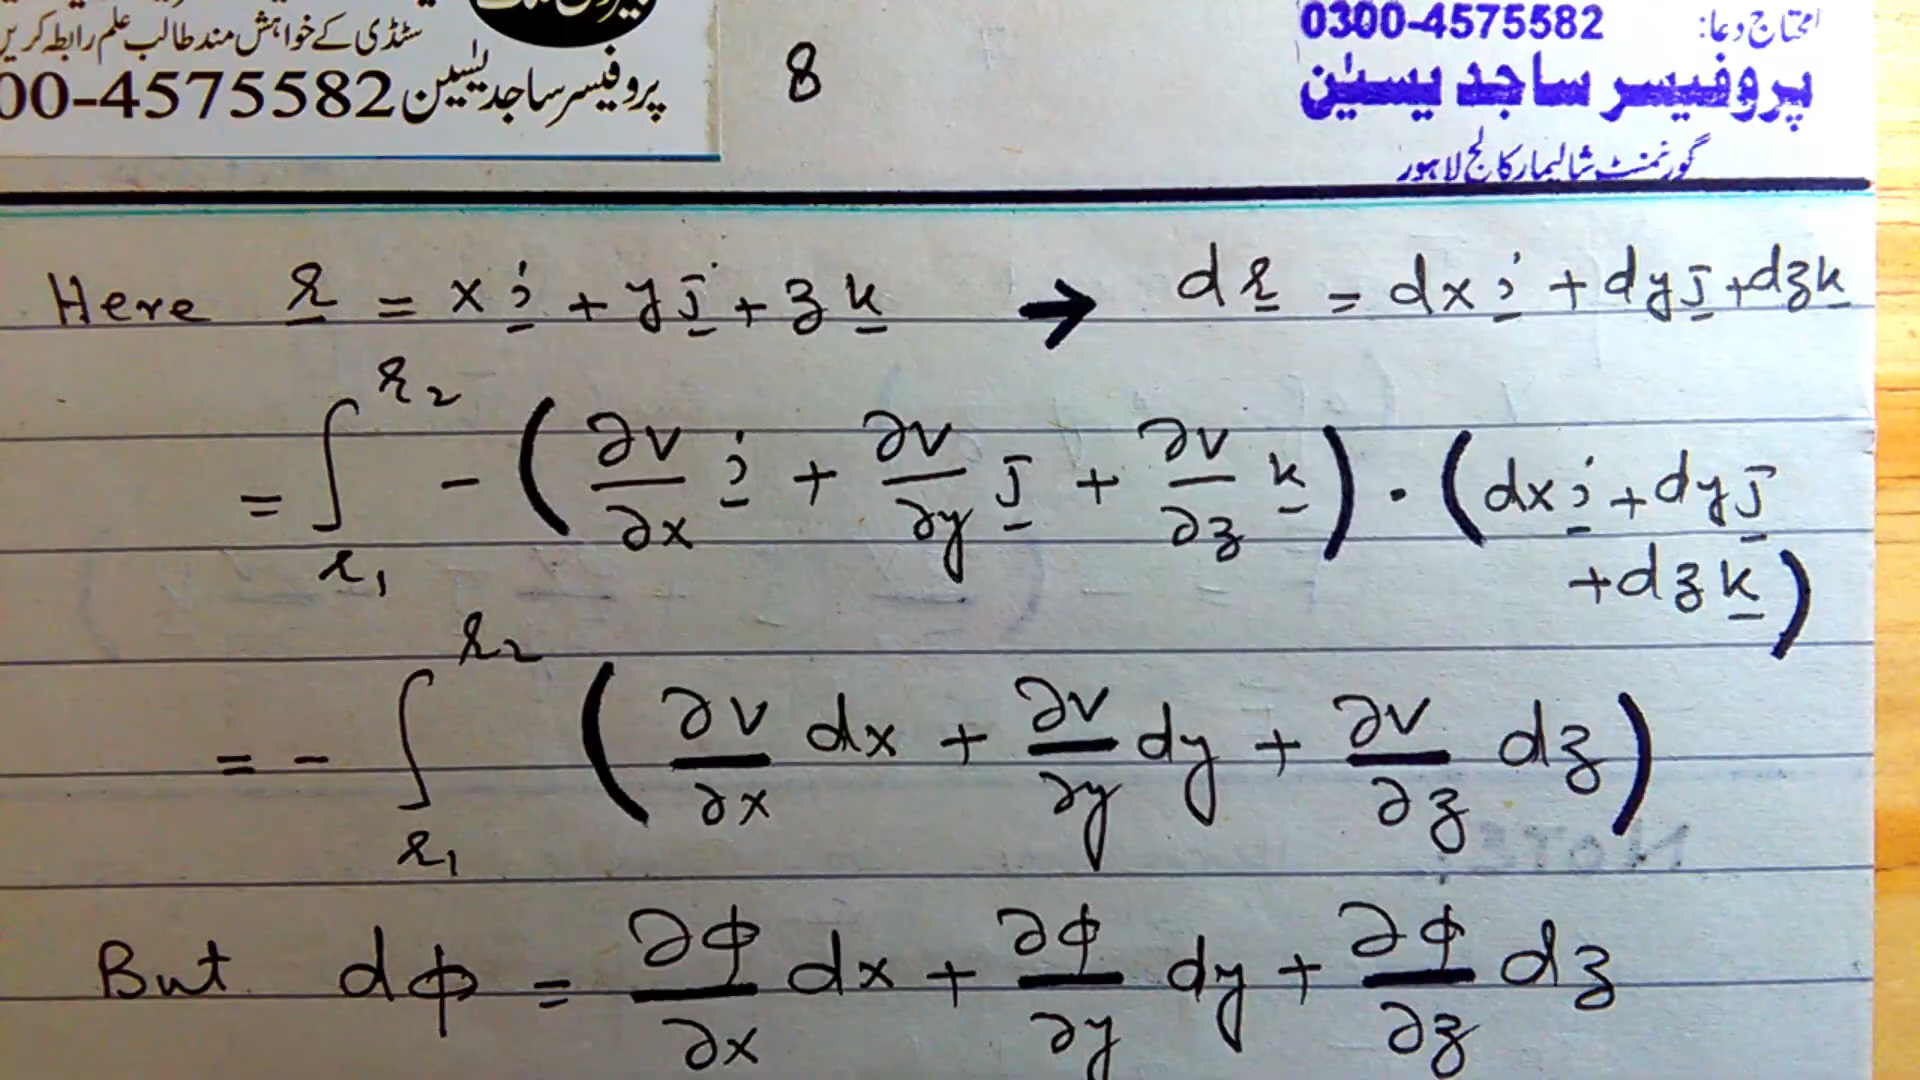 سٹڈی کے خواہش مند طالب علم رابطہ کریں
00-4575582 پروفیسر ساجد یٰسین
8
0300-4575582 محتاج دعا:
پروفیسر ساجد یسیٰن
گورنمنٹ شالیمار کالج لاہور
Here r = x i + y j + z k → dr = dx i + dy j + dz k
= ∫_{r₁}^{r₂} - (∂V/∂x i + ∂V/∂y j + ∂V/∂z k) · (dx i + dy j
+ dz k)
= - ∫_{r₁}^{r₂} (∂V/∂x dx + ∂V/∂y dy + ∂V/∂z dz)
But dφ = ∂φ/∂x dx + ∂φ/∂y dy + ∂φ/∂z dz